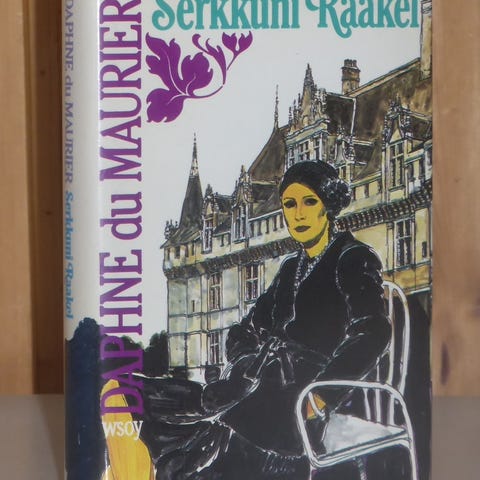 Serkkuni Raakel
DAPHNE du MAURIER
wsoy
DAPHNE du MAURIER Serkkuni Raakel